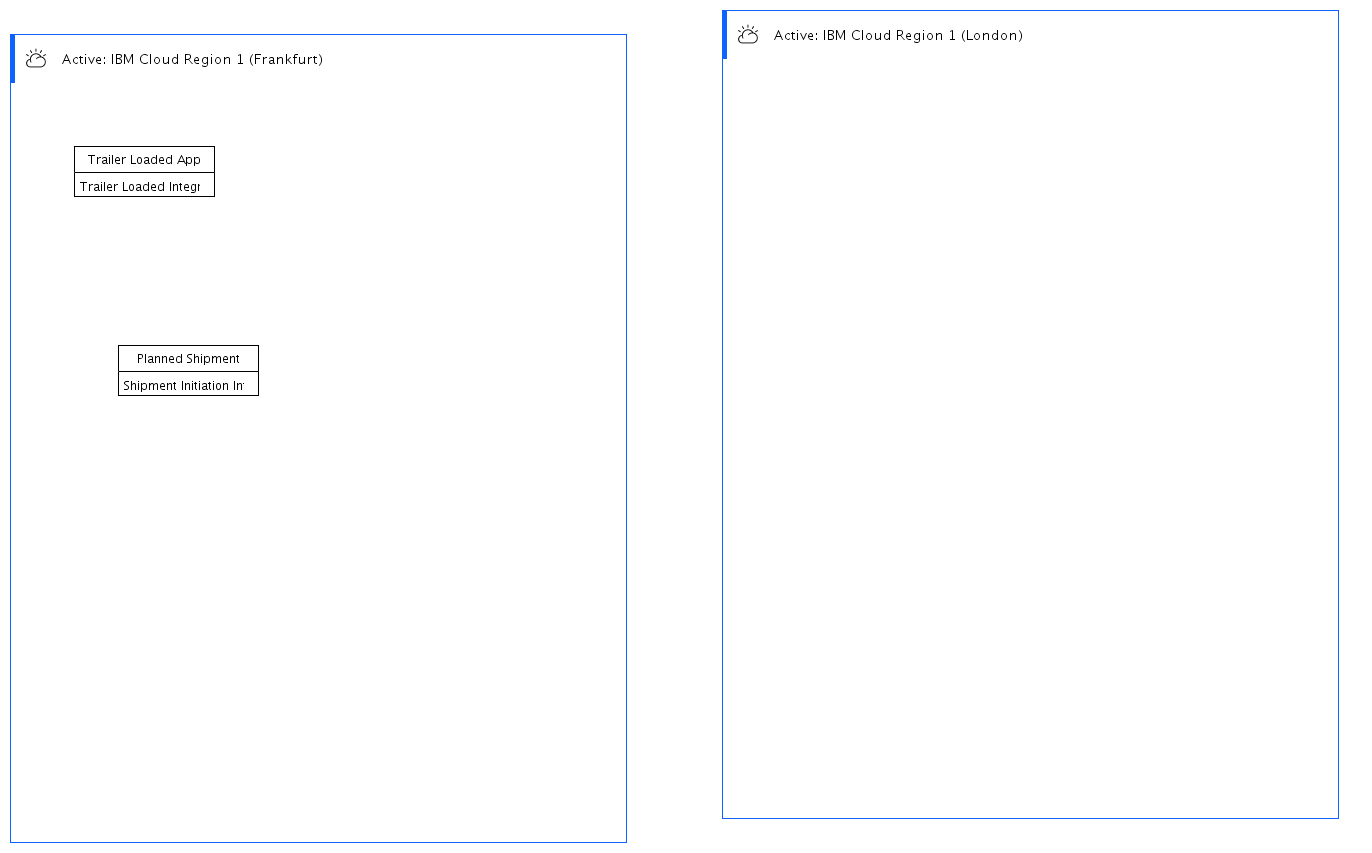 Active: IBM Cloud Region 1 (Frankfurt)
Trailer Loaded App
Trailer Loaded Integr
Planned Shipment
Shipment Initiation In
Active: IBM Cloud Region 1 (London)